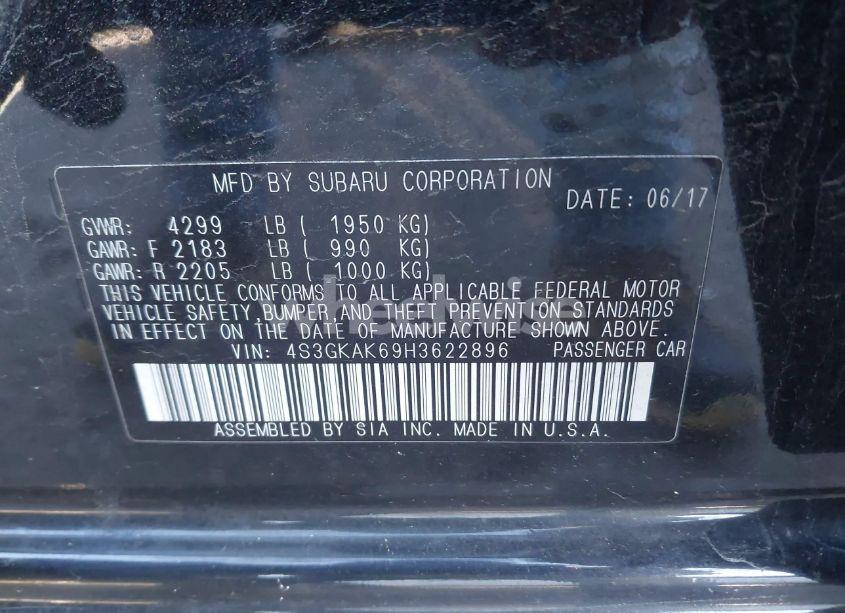 MFD BY SUBARU CORPORATION
DATE: 06/17
GVWR: 4299 LB ( 1950 KG)
GAWR: F 2183 LB ( 990 KG)
GAWR: R 2205 LB ( 1000 KG)
THIS VEHICLE CONFORMS TO ALL APPLICABLE FEDERAL MOTOR
VEHICLE SAFETY, BUMPER, AND THEFT PREVENTION STANDARDS
IN EFFECT ON THE DATE OF MANUFACTURE SHOWN ABOVE.
VIN: 4S3GKAK69H3622896 PASSENGER CAR
ASSEMBLED BY SIA INC. MADE IN U.S.A.